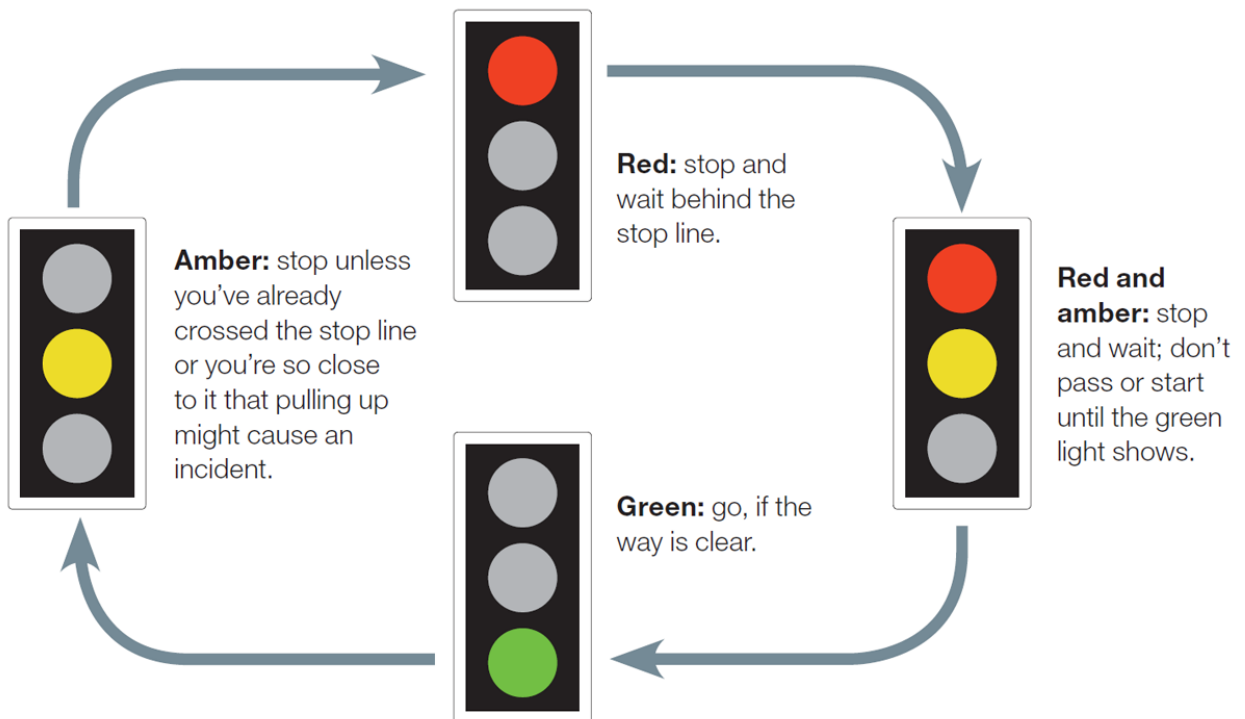 Red: stop and
wait behind the
stop line.
Amber: stop unless
you've already
crossed the stop line
or you're so close
to it that pulling up
might cause an
incident.
Red and
amber: stop
and wait; don't
pass or start
until the green
light shows.
Green: go, if the
way is clear.